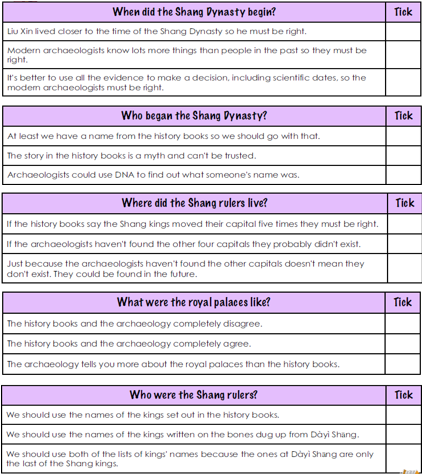 When did the Shang Dynasty begin? Tick
Liu Xin lived closer to the time of the Shang Dynasty so he must be right.
Modern archaeologists know lots more things than people in the past so they must be
right.
It's better to use all the evidence to make a decision, including scientific dates, so the
modern archaeologists must be right.
Who began the Shang Dynasty? Tick
At least we have a name from the history books so we should go with that.
The story in the history books is a myth and can't be trusted.
Archaeologists could use DNA to find out what someone's name was.
Where did the Shang rulers live? Tick
If the history books say the Shang kings moved their capital five times they must be right.
If the archaeologists haven't found the other four capitals they probably didn't exist.
Just because the archaeologists haven't found the other capitals doesn't mean they
don't exist. They could be found in the future.
What were the royal palaces like? Tick
The history books and the archaeology completely disagree.
The history books and the archaeology completely agree.
The archaeology tells you more about the royal palaces than the history books.
Who were the Shang rulers? Tick
We should use the names of the kings set out in the history books.
We should use the names of the kings written on the bones dug up from Dàyì Shang.
We should use both of the lists of kings' names because the ones at Dàyì Shang are only
the last of the Shang kings.